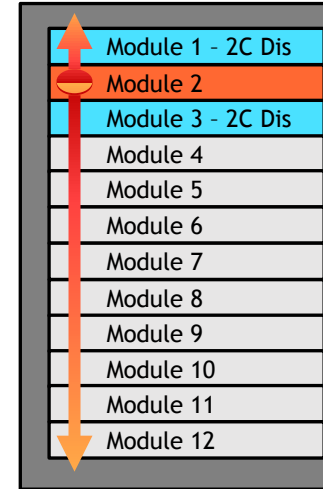 Module 1 – 2C Dis
Module 2
Module 3 – 2C Dis
Module 4
Module 5
Module 6
Module 7
Module 8
Module 9
Module 10
Module 11
Module 12